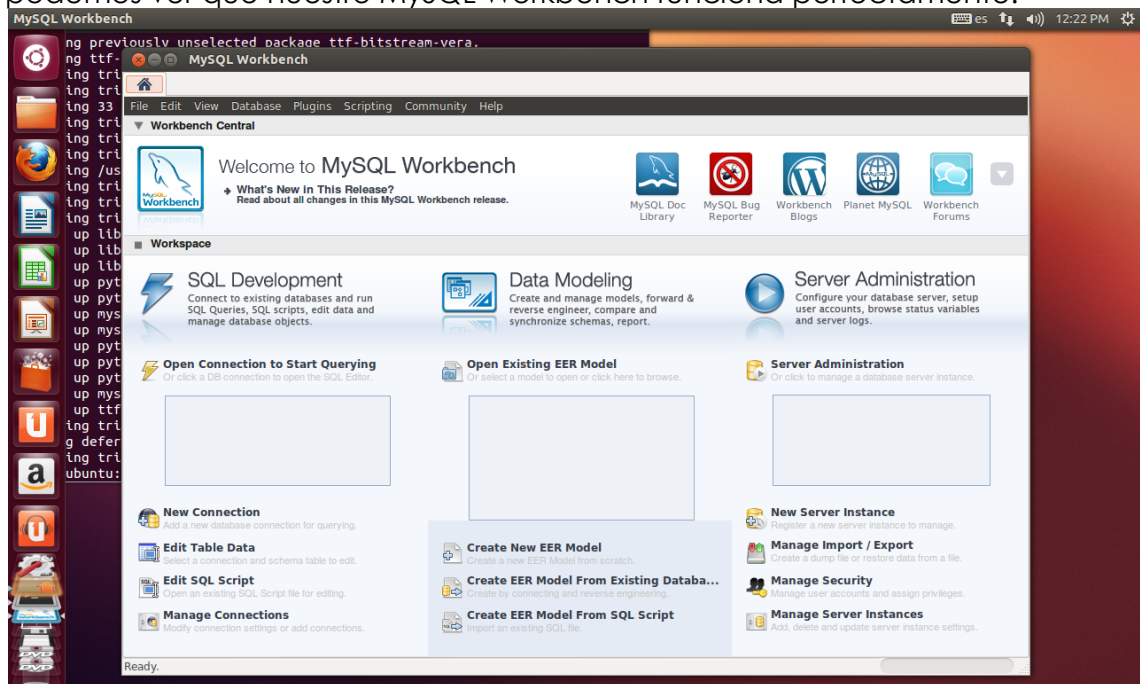 podemos ver que nuestro MySQL Workbench funciona perfectamente.
MySQL Workbench
es
12:22 PM
ng previously unselected package ttf-bitstream-vera.
ng ttf-
ing tri
ing tri
ing 33
ing tri
ing tri
ing tri
ing /us
ing tri
ing tri
ing tri
up lib
up lib
up lib
up pyt
up pyt
up mys
up mys
up pyt
up pyt
up pyt
up mys
up ttf
ing tri
g defer
ing tri
ubuntu:
MySQL Workbench
File Edit View Database Plugins Scripting Community Help
Workbench Central
MySQL
Workbench
Welcome to MySQL Workbench
What's New in This Release?
Read about all changes in this MySQL Workbench release.
MySQL Doc
Library
MySQL Bug
Reporter
Workbench
Blogs
Planet MySQL
Workbench
Forums
Workspace
SQL Development
Connect to existing databases and run
SQL Queries, SQL scripts, edit data and
manage database objects.
Data Modeling
Create and manage models, forward &
reverse engineer, compare and
synchronize schemas, report.
Server Administration
Configure your database server, setup
user accounts, browse status variables
and server logs.
Open Connection to Start Querying
Or click a DB connection to open the SQL Editor.
Open Existing EER Model
Or select a model to open or click here to browse.
Server Administration
Or click to manage a database server instance.
New Connection
Add a new database connection for querying.
Edit Table Data
Select a connection and schema table to edit.
Edit SQL Script
Open an existing SQL Script file for editing.
Manage Connections
Modify connection settings or add connections.
Create New EER Model
Create a new EER Model from scratch.
Create EER Model From Existing Databa...
Create by connecting and reverse engineering.
Create EER Model From SQL Script
Import an existing SQL file.
New Server Instance
Register a new server instance to manage.
Manage Import / Export
Create a dump file or restore data from a file.
Manage Security
Manage user accounts and assign privileges.
Manage Server Instances
Add, delete and update server instance settings.
Ready.